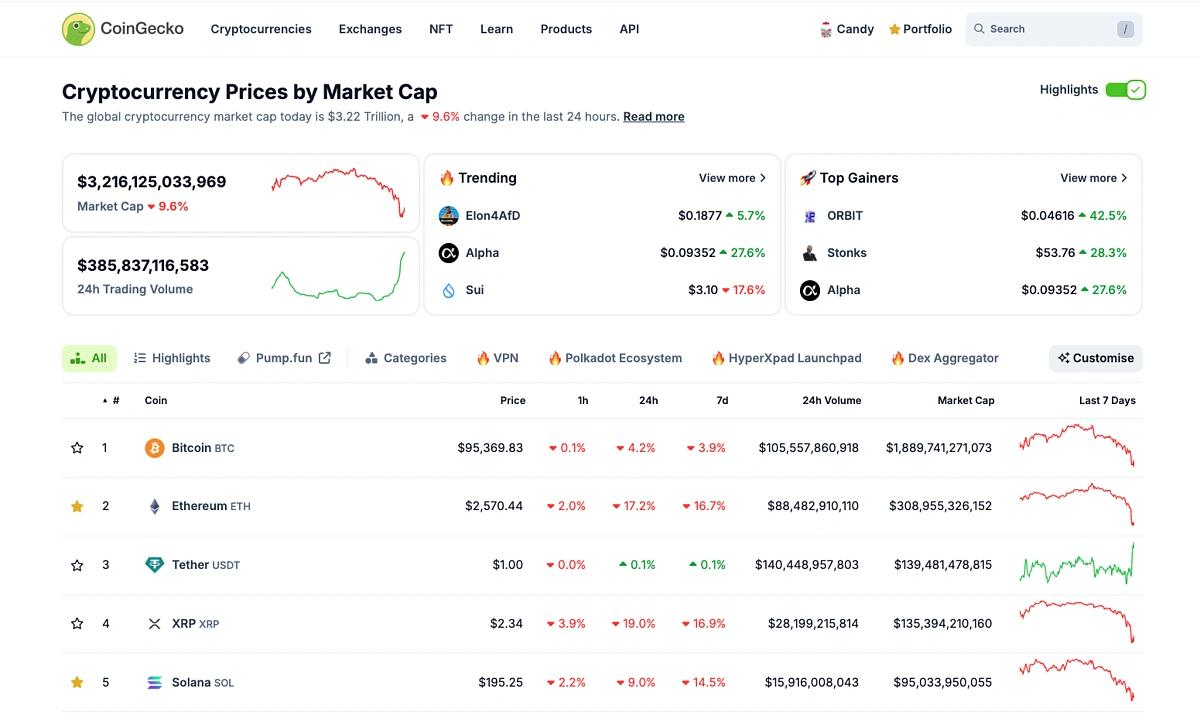 CoinGecko Cryptocurrencies Exchanges NFT Learn Products API Candy Portfolio Search /
Cryptocurrency Prices by Market Cap
Highlights
The global cryptocurrency market cap today is $3.22 Trillion, a 9.6% change in the last 24 hours. Read more
$3,216,125,033,969
Market Cap 9.6%
$385,837,116,583
24h Trading Volume
Trending View more
Elon4AfD $0.1877 5.7%
Alpha $0.09352 27.6%
Sui $3.10 17.6%
Top Gainers View more
ORBIT $0.04616 42.5%
Stonks $53.76 28.3%
Alpha $0.09352 27.6%
All Highlights Pump.fun Categories VPN Polkadot Ecosystem HyperXpad Launchpad Dex Aggregator Customise
# Coin Price 1h 24h 7d 24h Volume Market Cap Last 7 Days
1 Bitcoin BTC $95,369.83 0.1% 4.2% 3.9% $105,557,860,918 $1,889,741,271,073
2 Ethereum ETH $2,570.44 2.0% 17.2% 16.7% $88,482,910,110 $308,955,326,152
3 Tether USDT $1.00 0.0% 0.1% 0.1% $140,448,957,803 $139,481,478,815
4 XRP XRP $2.34 3.9% 19.0% 16.9% $28,199,215,814 $135,394,210,160
5 Solana SOL $195.25 2.2% 9.0% 14.5% $15,916,008,043 $95,033,950,055